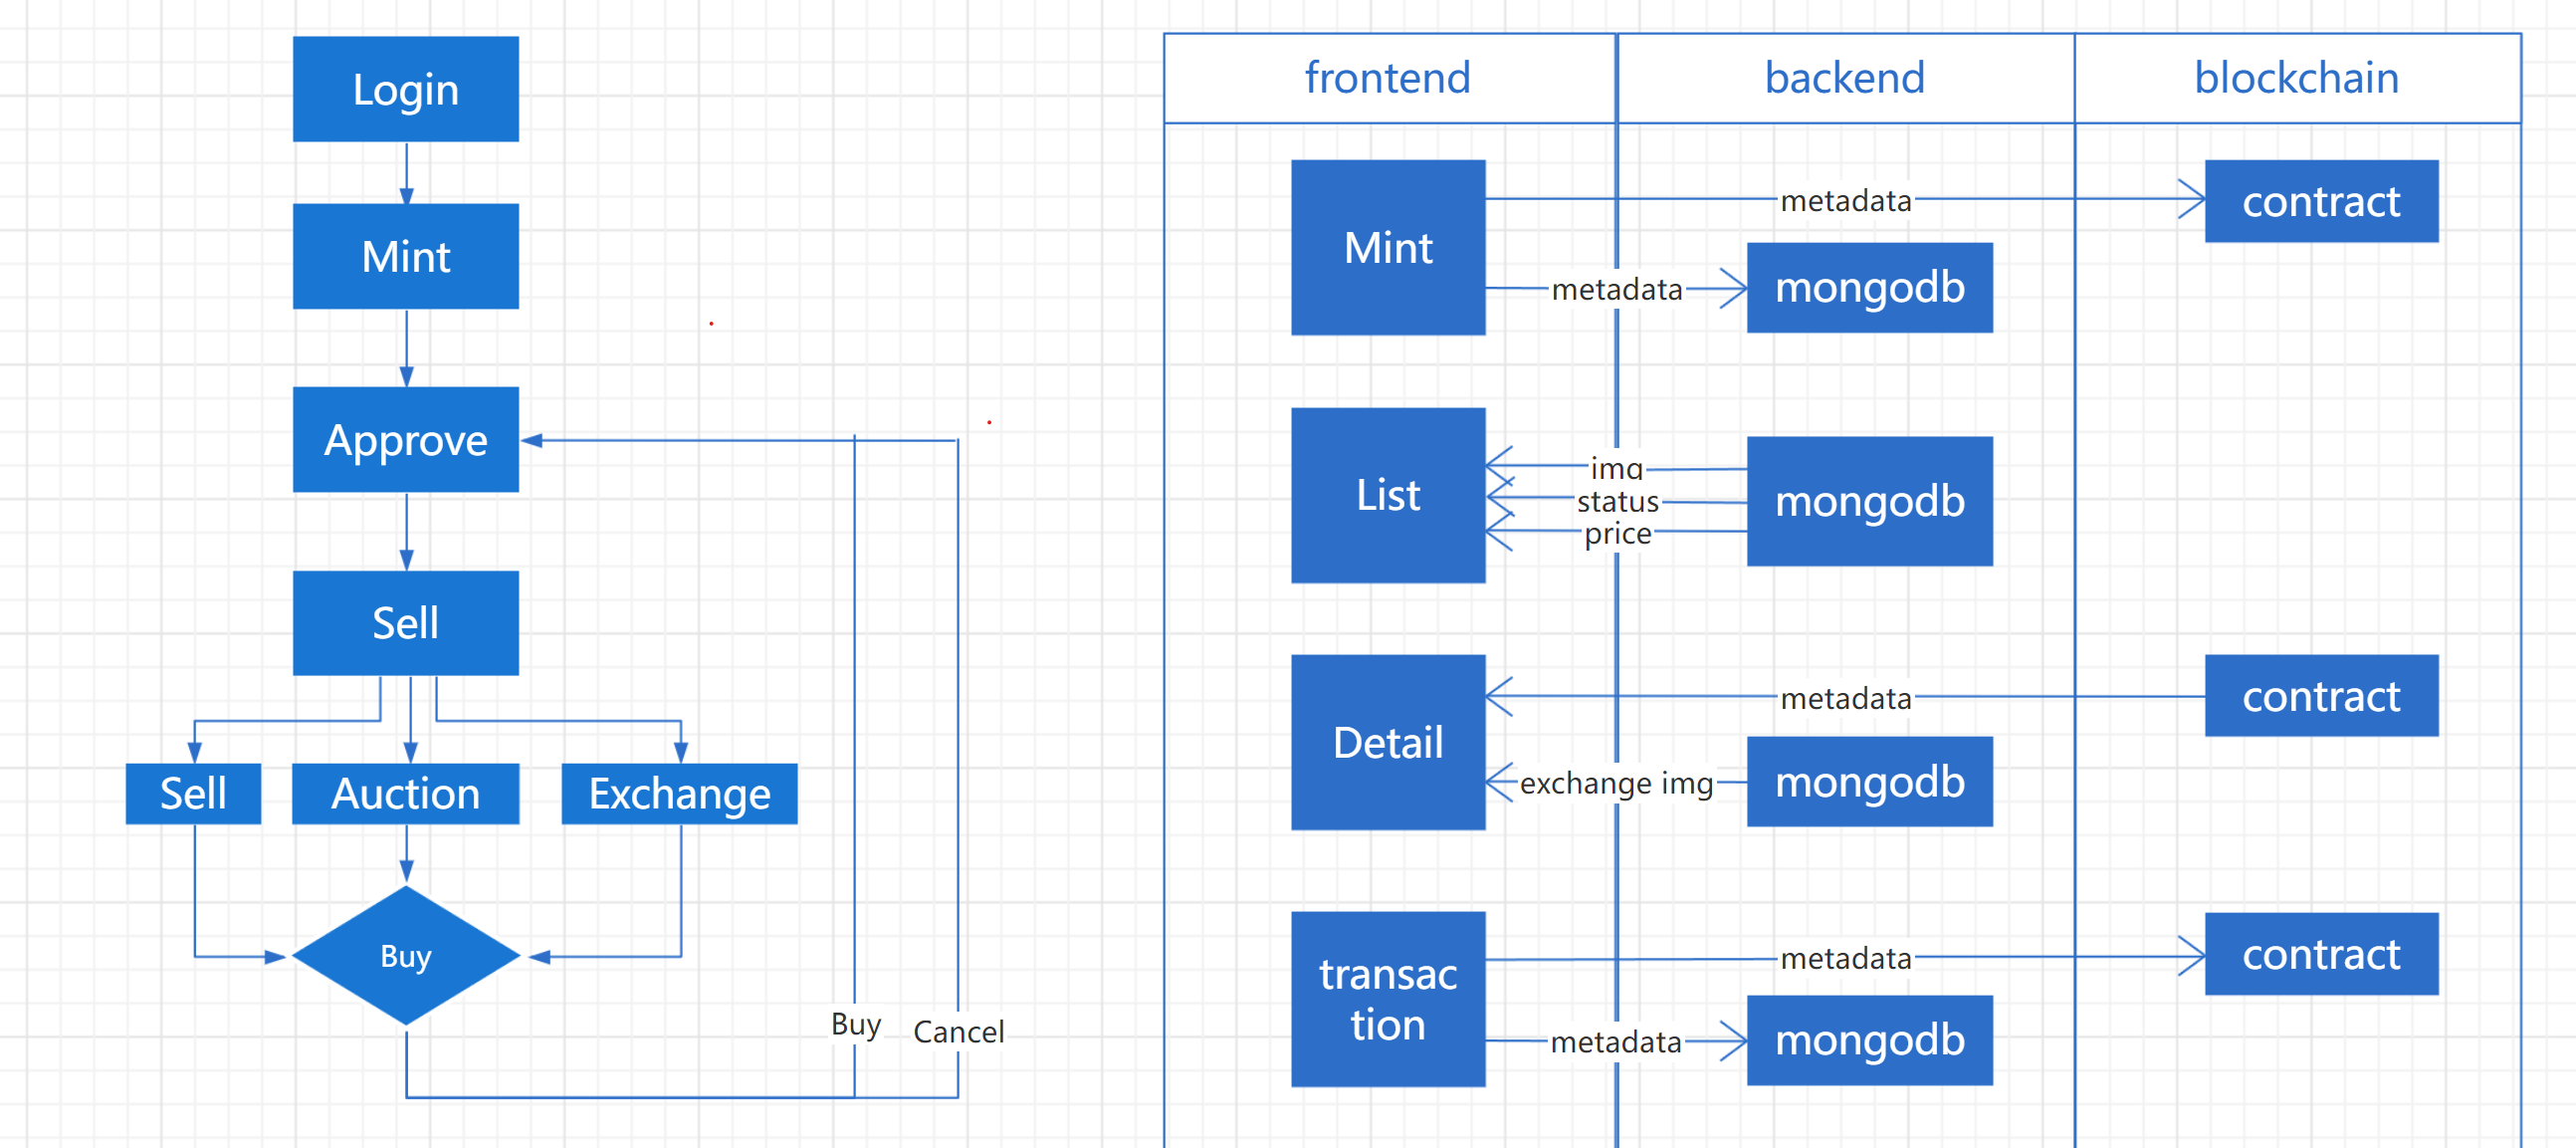 Login
Mint
Approve
Sell
Sell
Auction
Exchange
Buy
Buy
Cancel
frontend
backend
blockchain
Mint
metadata
contract
metadata
mongodb
List
img
status
price
mongodb
Detail
metadata
contract
exchange img
mongodb
transac
tion
metadata
contract
metadata
mongodb